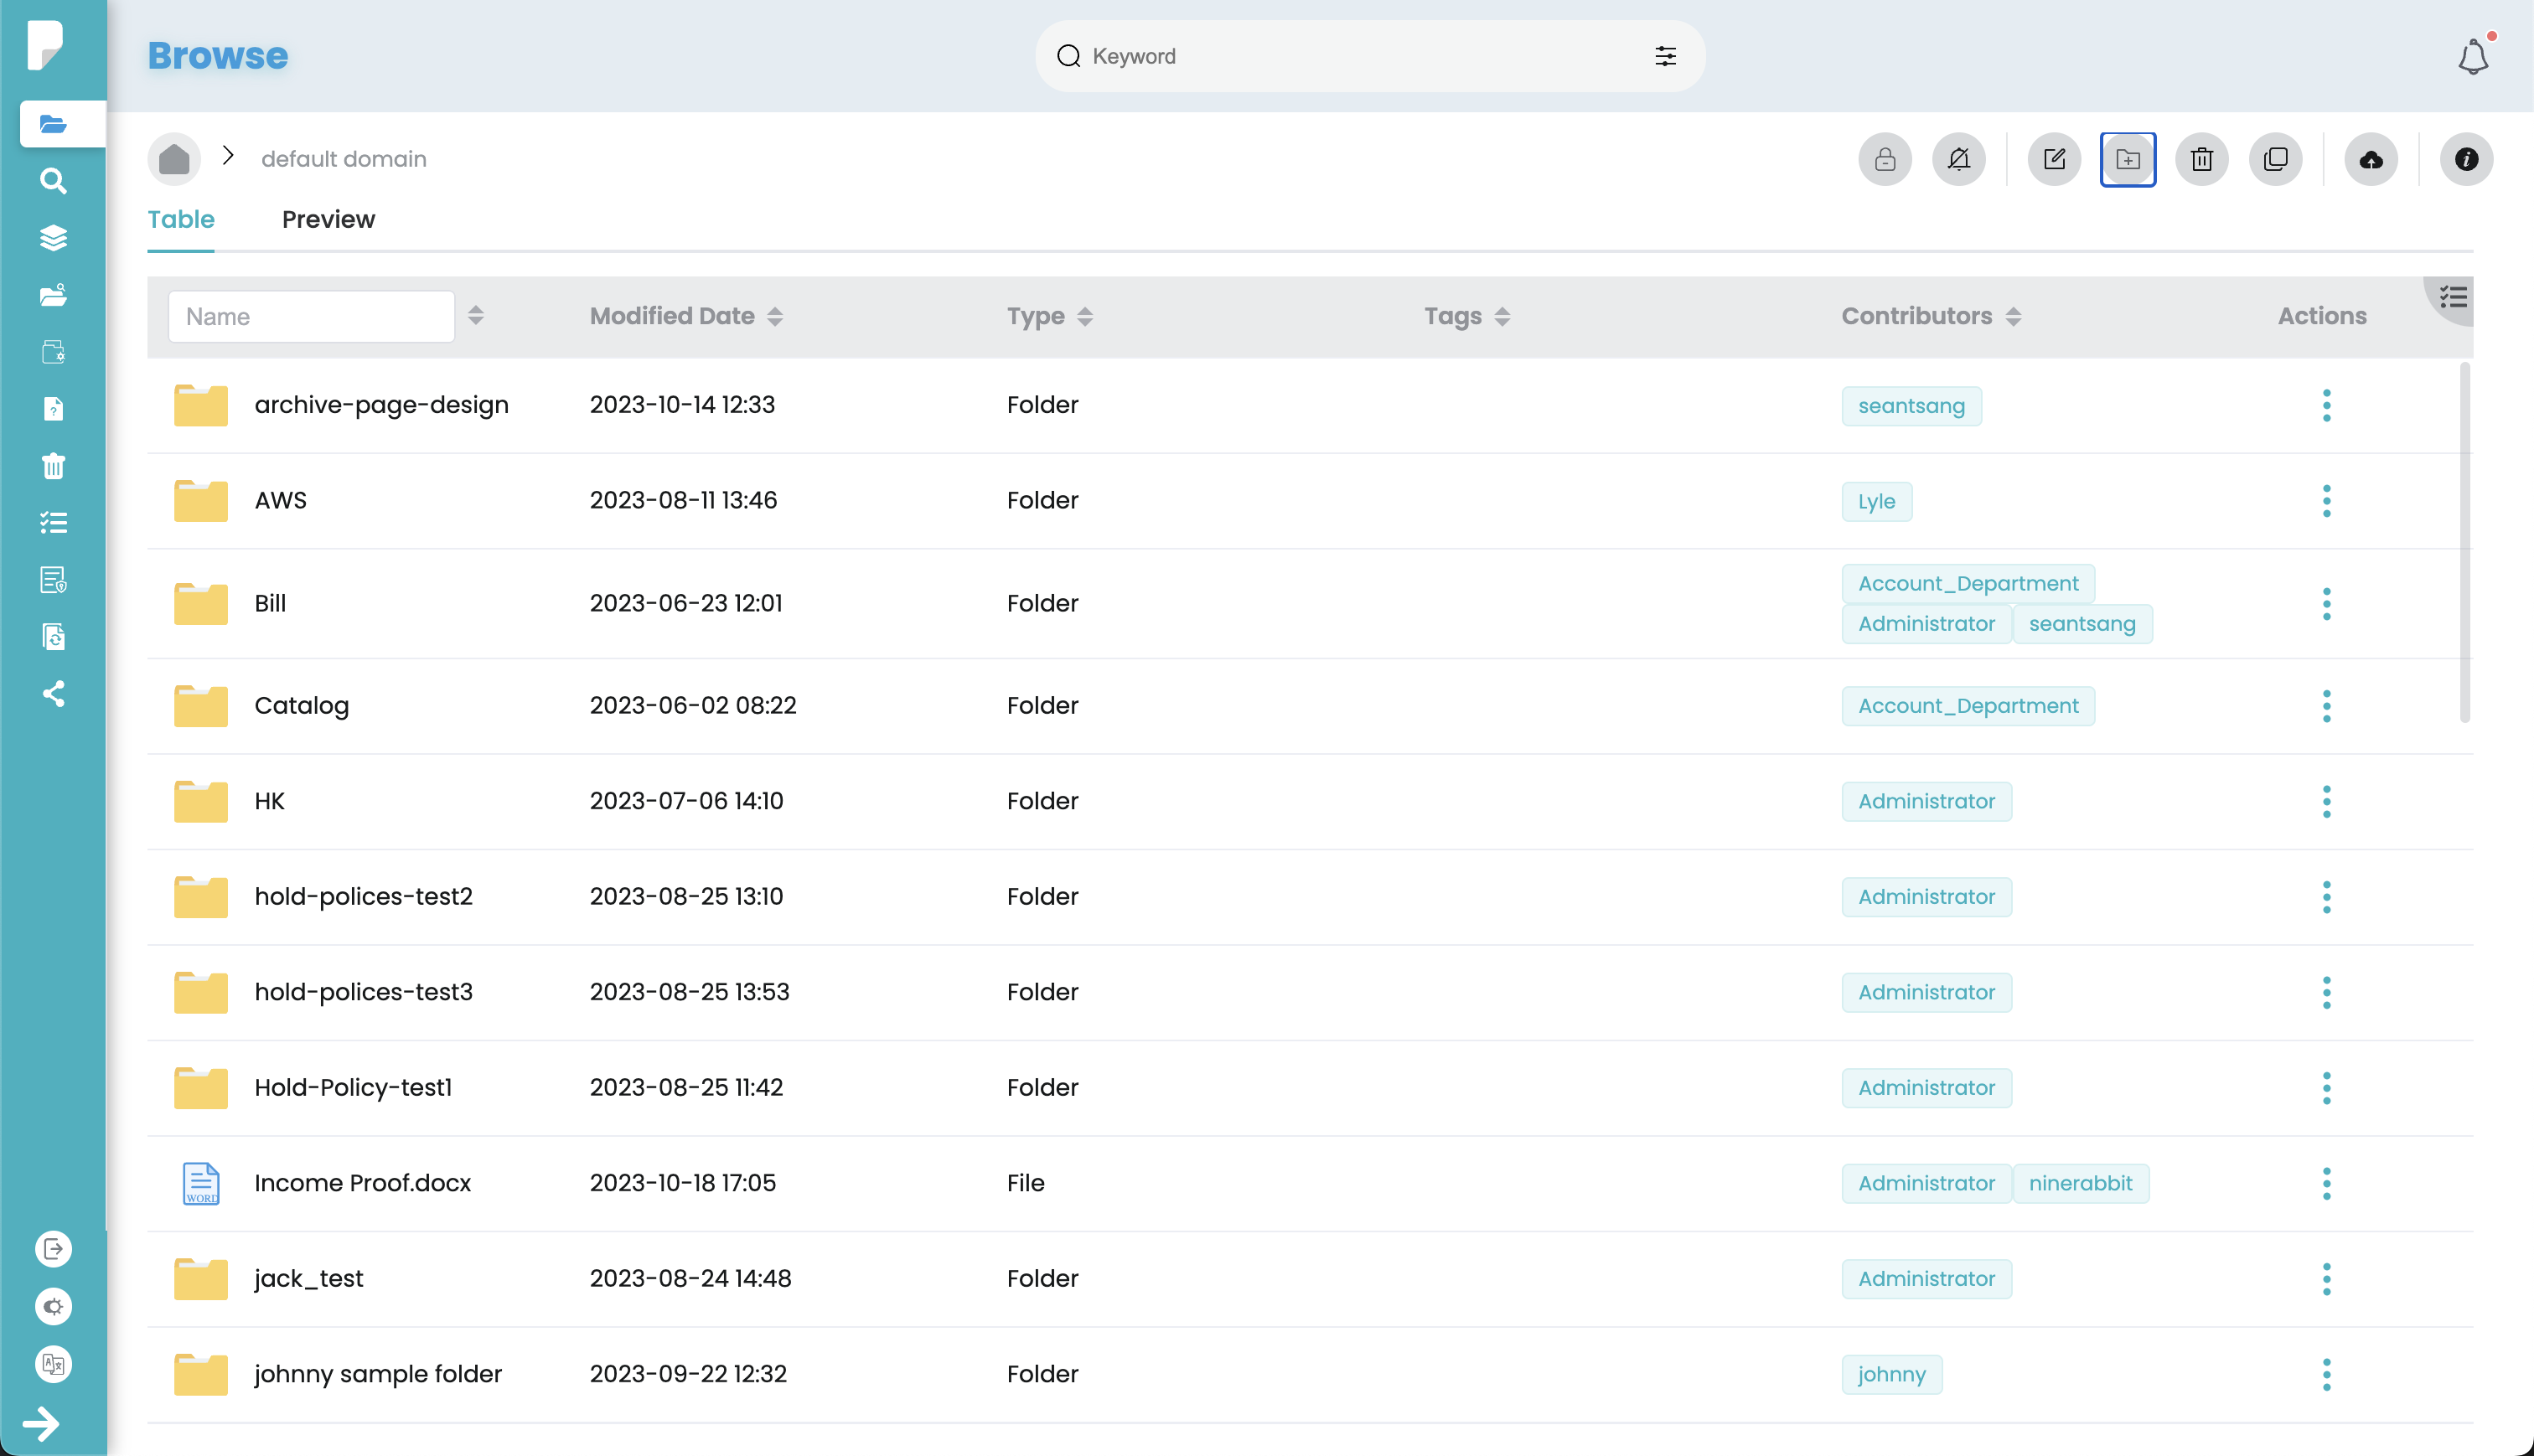 Browse
Keyword
default domain
Table Preview
Name Modified Date Type Tags Contributors Actions
archive-page-design 2023-10-14 12:33 Folder seantsang
AWS 2023-08-11 13:46 Folder Lyle
Bill 2023-06-23 12:01 Folder Account_Department
Administrator seantsang
Catalog 2023-06-02 08:22 Folder Account_Department
HK 2023-07-06 14:10 Folder Administrator
hold-polices-test2 2023-08-25 13:10 Folder Administrator
hold-polices-test3 2023-08-25 13:53 Folder Administrator
Hold-Policy-test1 2023-08-25 11:42 Folder Administrator
WORD Income Proof.docx 2023-10-18 17:05 File Administrator ninerabbit
jack_test 2023-08-24 14:48 Folder Administrator
johnny sample folder 2023-09-22 12:32 Folder johnny